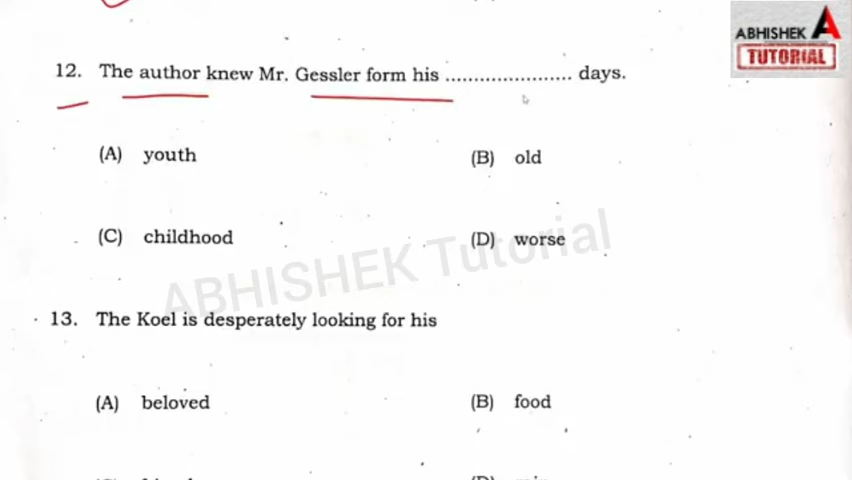 ABHISHEK A
TUTORIAL
12. The author knew Mr. Gessler form his ...................... days.
(A) youth
(B) old
(C) childhood
(D) worse
ABHISHEK Tutorial
13. The Koel is desperately looking for his
(A) beloved
(B) food